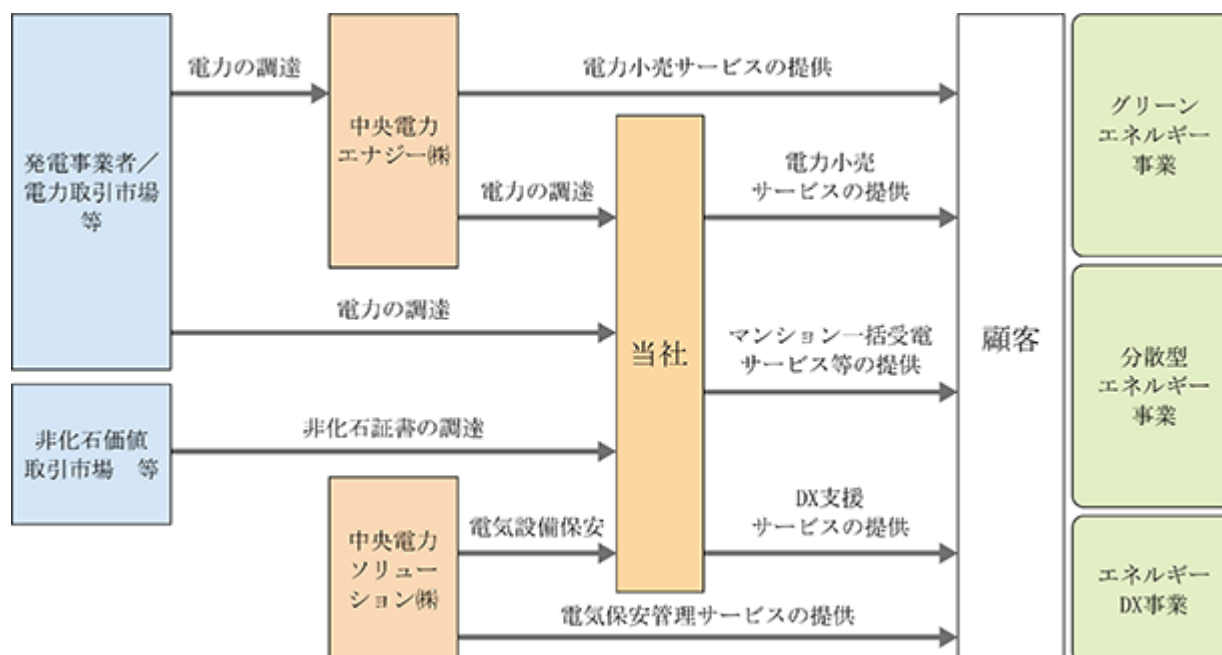 電力の調達
電力小売サービスの提供
発電事業者／
電力取引市場
等
中央電力
エナジー㈱
電力の調達
電力小売
サービスの提供
グリーン
エネルギー
事業
電力の調達
当社
マンション一括受電
サービス等の提供
顧客
分散型
エネルギー
事業
非化石価値
取引市場　等
非化石証書の調達
中央電力
ソリュー
ション㈱
電気設備保安
DX支援
サービスの提供
電気保安管理サービスの提供
エネルギー
DX事業